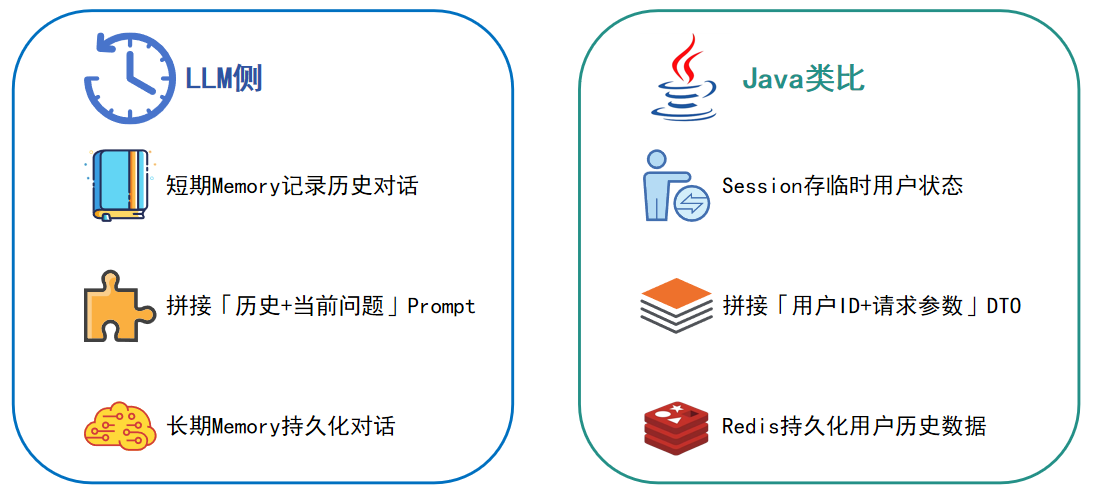 LLM侧
短期Memory记录历史对话
拼接「历史+当前问题」Prompt
长期Memory持久化对话
Java类比
Session存临时用户状态
拼接「用户ID+请求参数」DTO
Redis持久化用户历史数据